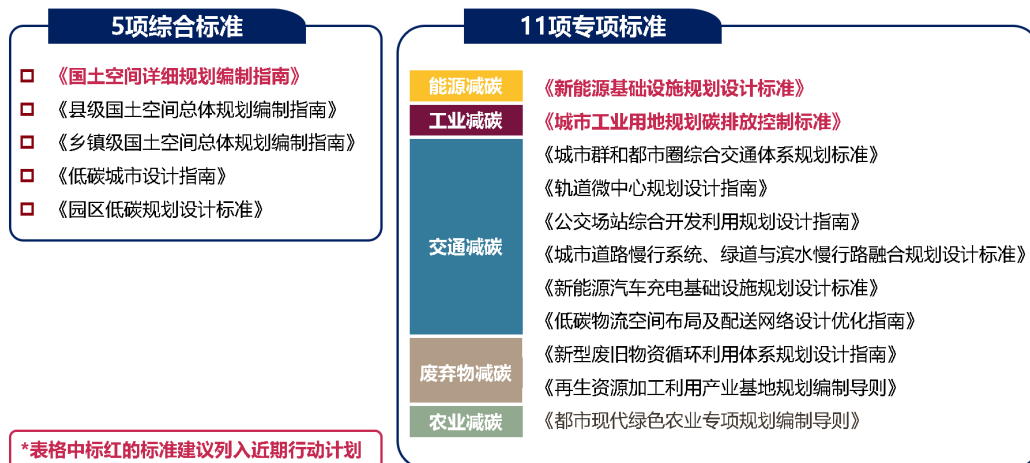 5项综合标准
《国土空间详细规划编制指南》
《县级国土空间总体规划编制指南》
《乡镇级国土空间总体规划编制指南》
《低碳城市设计指南》
《园区低碳规划设计标准》
*表格中标红的标准建议列入近期行动计划
11项专项标准
能源减碳
《新能源基础设施规划设计标准》
工业减碳
《城市工业用地规划碳排放控制标准》
交通减碳
《城市群和都市圈综合交通体系规划标准》
《轨道微中心规划设计指南》
《公交场站综合开发利用规划设计指南》
《城市道路慢行系统、绿道与滨水慢行路融合规划设计标准》
《新能源汽车充电基础设施规划设计标准》
《低碳物流空间布局及配送网络设计优化指南》
废弃物减碳
《新型废旧物资循环利用体系规划设计指南》
《再生资源加工利用产业基地规划编制导则》
农业减碳
《都市现代绿色农业专项规划编制导则》